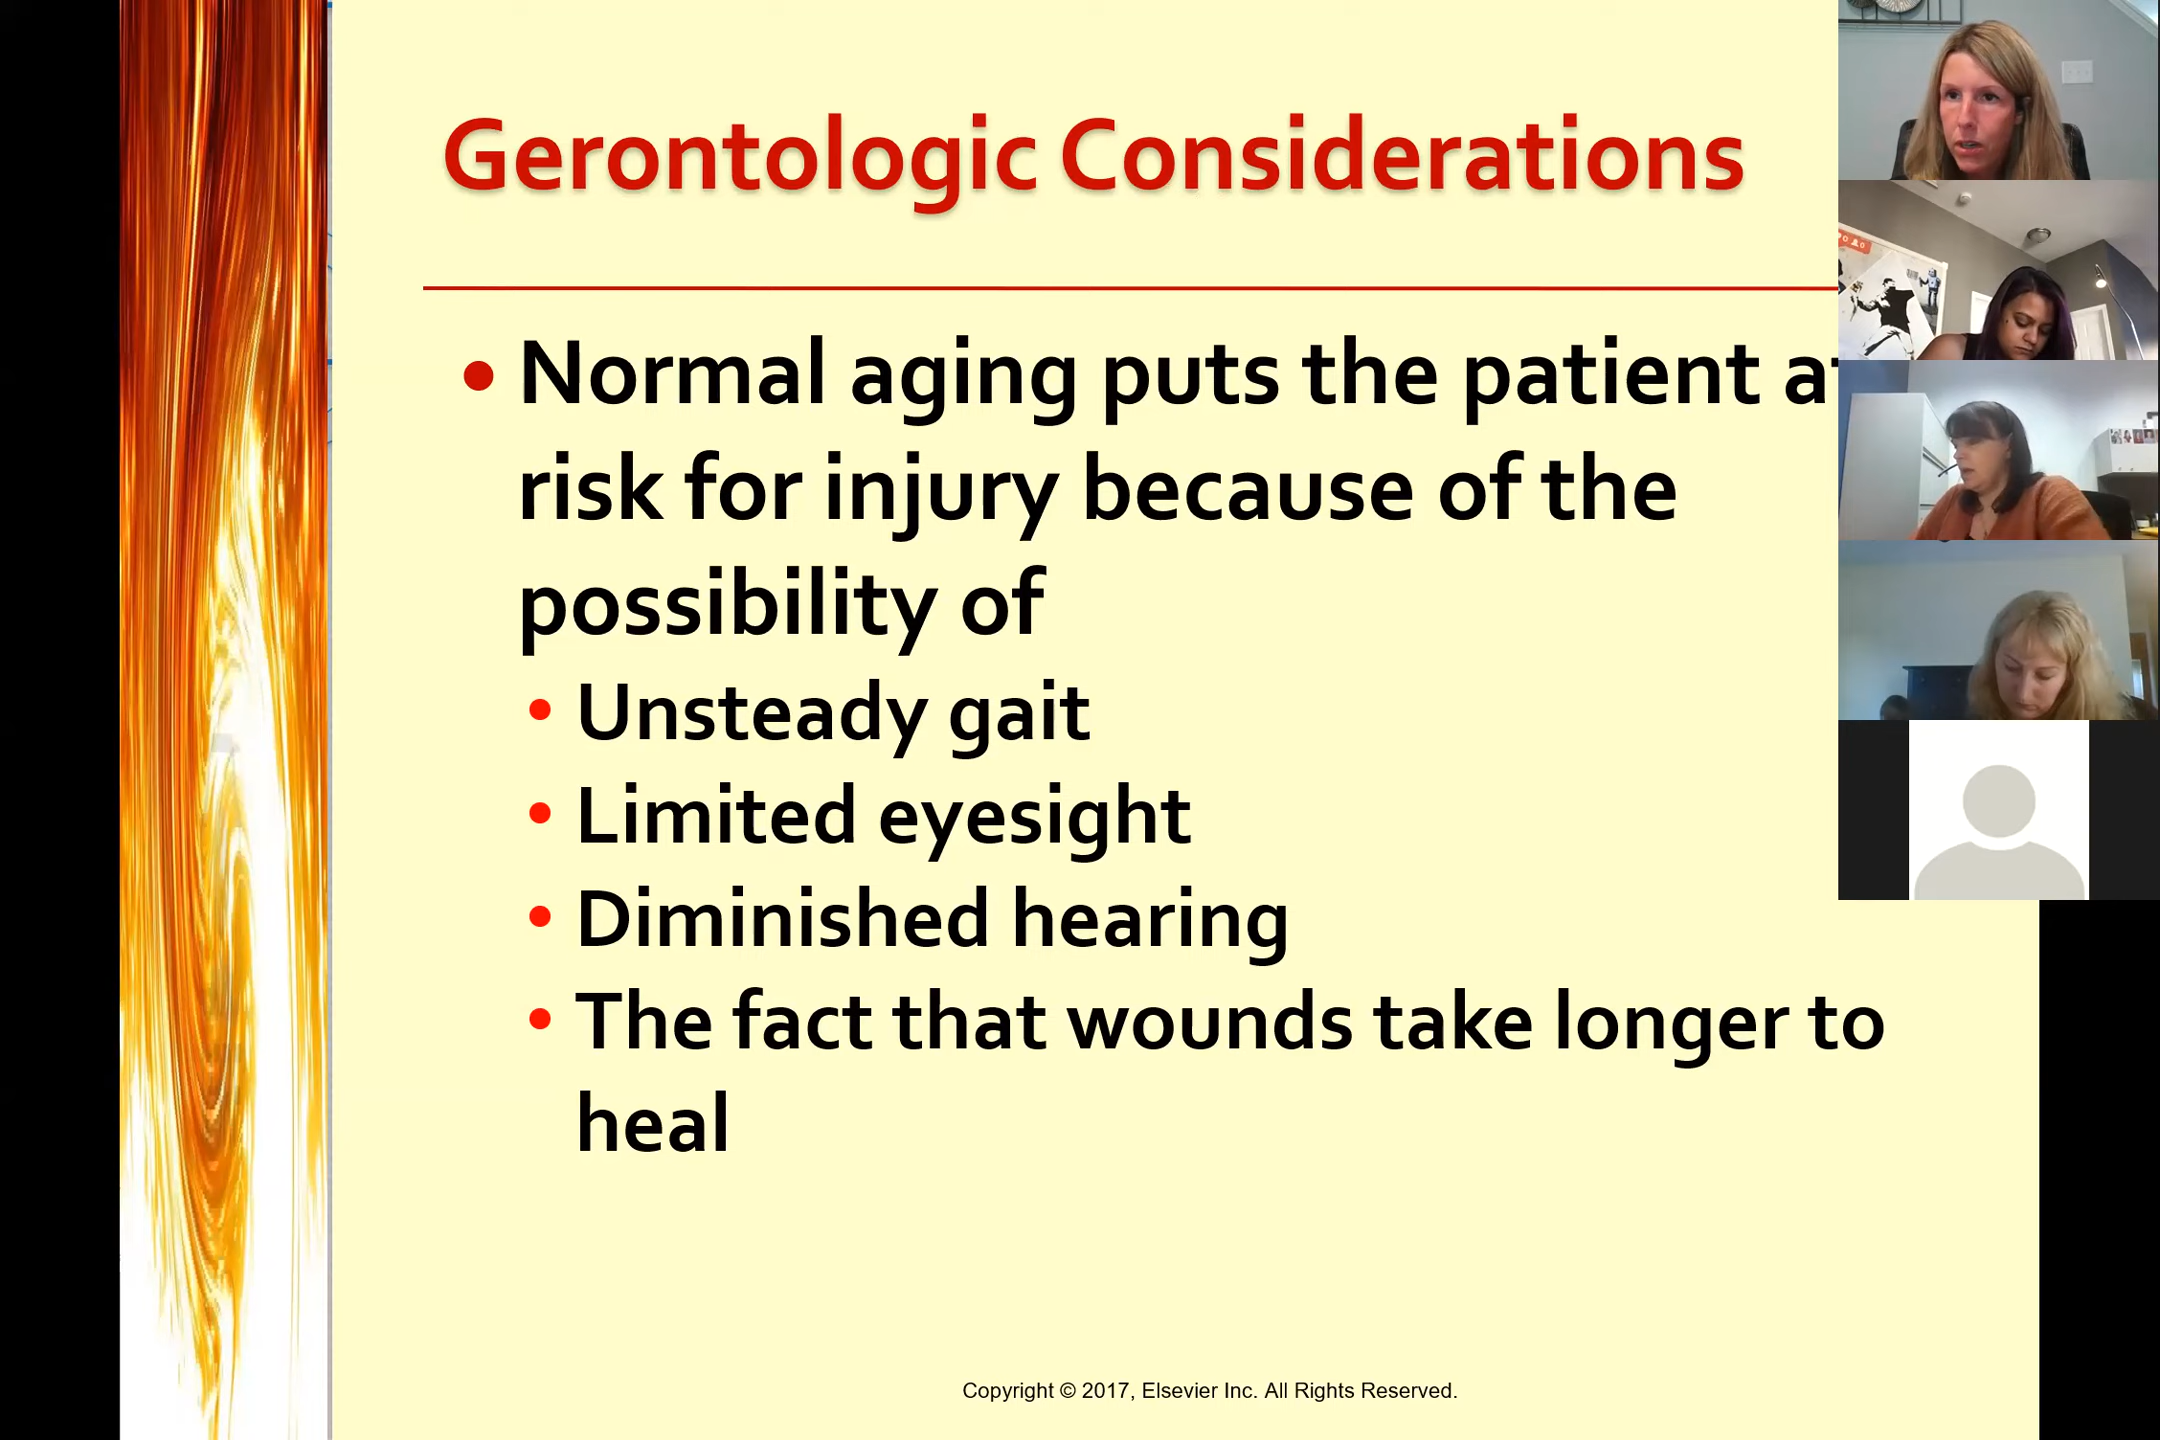 Gerontologic Considerations
• Normal aging puts the patient at
risk for injury because of the
possibility of
• Unsteady gait
• Limited eyesight
• Diminished hearing
• The fact that wounds take longer to
heal
Copyright © 2017, Elsevier Inc. All Rights Reserved.